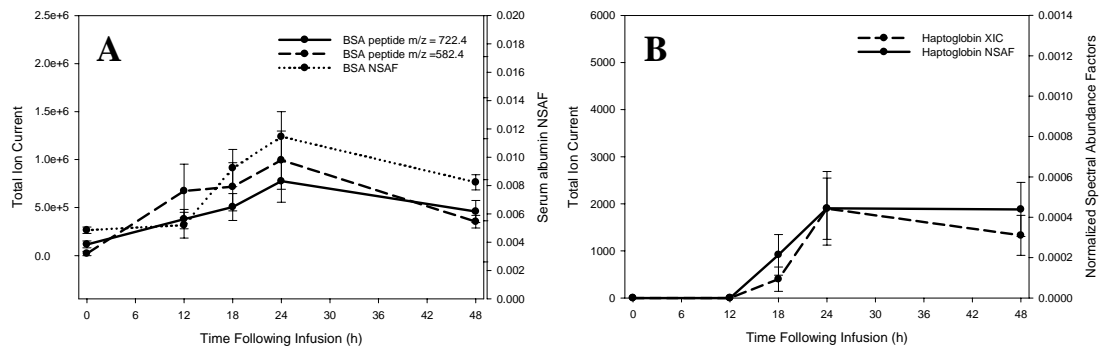 A
BSA peptide m/z = 722.4
BSA peptide m/z =582.4
BSA NSAF
2.5e+6
2.0e+6
1.5e+6
1.0e+6
5.0e+5
0.0
Total Ion Current
0.020
0.018
0.016
0.014
0.012
0.010
0.008
0.006
0.004
0.002
0.000
Serum albumin NSAF
0 6 12 18 24 30 36 42 48
Time Following Infusion (h)
B
Haptoglobin XIC
Haptoglobin NSAF
6000
5000
4000
3000
2000
1000
0
Total Ion Current
0.0014
0.0012
0.0010
0.0008
0.0006
0.0004
0.0002
0.0000
Normalized Spectral Abundance Factors
0 6 12 18 24 30 36 42 48
Time Following Infusion (h)